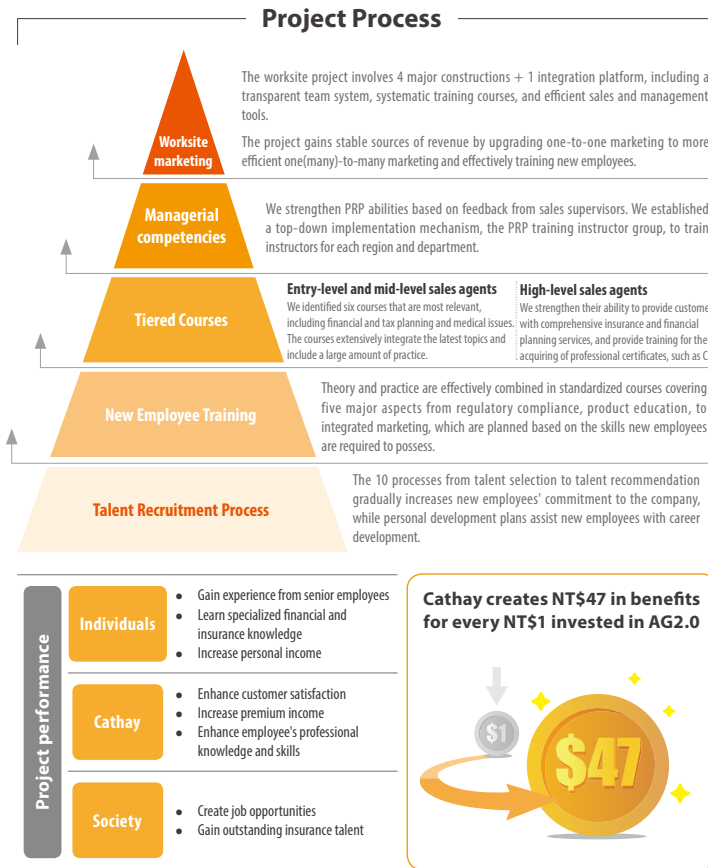 Project Process
The worksite project involves 4 major constructions + 1 integration platform, including a
transparent team system, systematic training courses, and efficient sales and management
tools.
The project gains stable sources of revenue by upgrading one-to-one marketing to more
efficient one(many)-to-many marketing and effectively training new employees.
Worksite
marketing
We strengthen PRP abilities based on feedback from sales supervisors. We established
a top-down implementation mechanism, the PRP training instructor group, to train
instructors for each region and department.
Managerial
competencies
Tiered Courses
Entry-level and mid-level sales agents
We identified six courses that are most relevant,
including financial and tax planning and medical issues.
The courses extensively integrate the latest topics and
include a large amount of practice.
High-level sales agents
We strengthen their ability to provide custome
with comprehensive insurance and financial
planning services, and provide training for the
acquiring of professional certificates, such as C
New Employee Training
Theory and practice are effectively combined in standardized courses covering
five major aspects from regulatory compliance, product education, to
integrated marketing, which are planned based on the skills new employees
are required to possess.
Talent Recruitment Process
The 10 processes from talent selection to talent recommendation
gradually increases new employees' commitment to the company,
while personal development plans assist new employees with career
development.
Project performance
Individuals
● Gain experience from senior employees
● Learn specialized financial and
insurance knowledge
● Increase personal income
Cathay
● Enhance customer satisfaction
● Increase premium income
● Enhance employee's professional
knowledge and skills
Society
● Create job opportunities
● Gain outstanding insurance talent
Cathay creates NT$47 in benefits
for every NT$1 invested in AG2.0
$1
$47